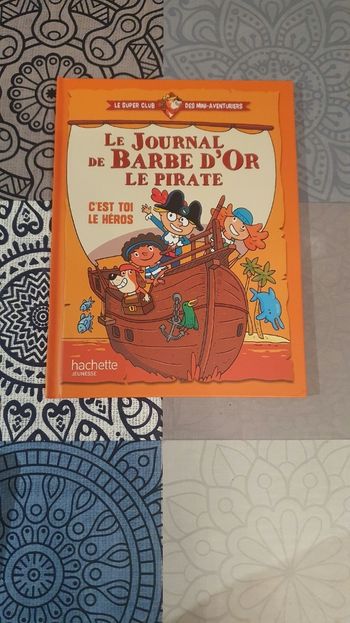 LE SUPER CLUB DES MINI-AVENTURIERS
LE JOURNAL
DE BARBE D'OR
LE PIRATE
C'EST TOI
LE HÉROS
hachette
JEUNESSE